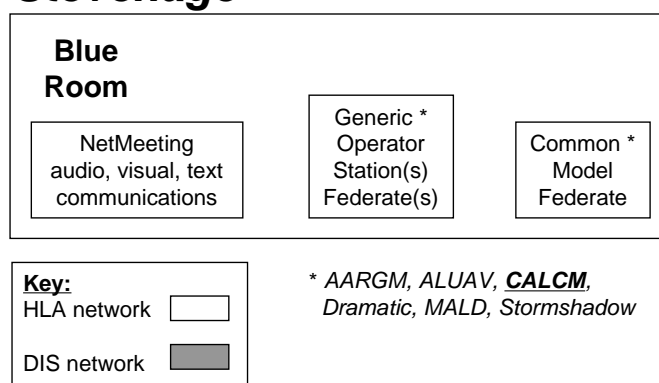 Blue
Room
NetMeeting
audio, visual, text
communications
Generic *
Operator
Station(s)
Federate(s)
Common *
Model
Federate
Key:
HLA network
DIS network
* AARGM, ALUAV, CALCM,
Dramatic, MALD, Stormshadow